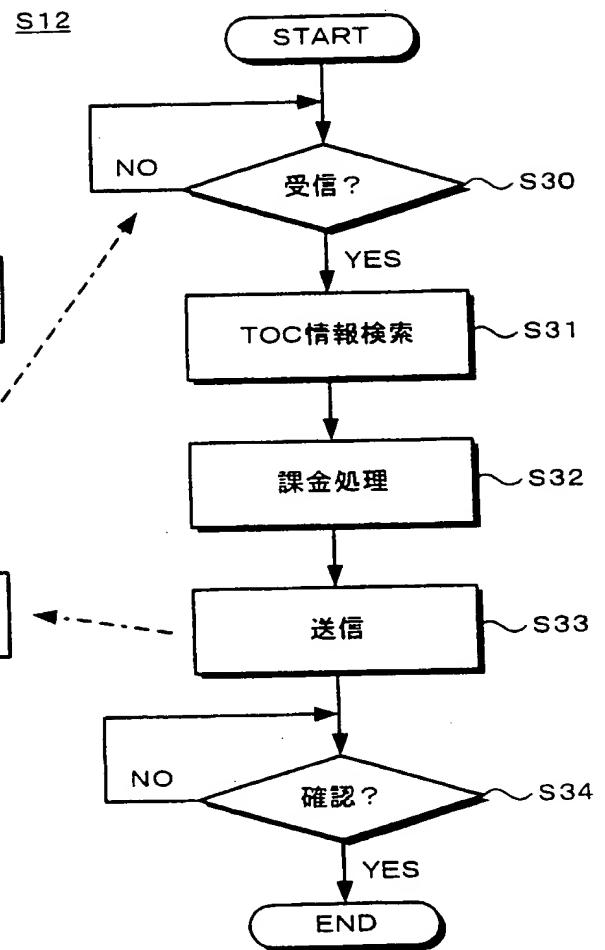 S12
START
NO
受信?
S30
YES
TOC情報検索
S31
課金処理
S32
送信
S33
NO
確認?
S34
YES
END